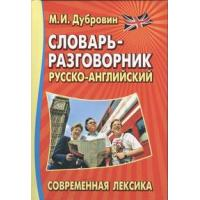 М.И. Дубровин
СЛОВАРЬ-
РАЗГОВОРНИК
РУССКО-АНГЛИЙСКИЙ
СОВРЕМЕННАЯ ЛЕКСИКА